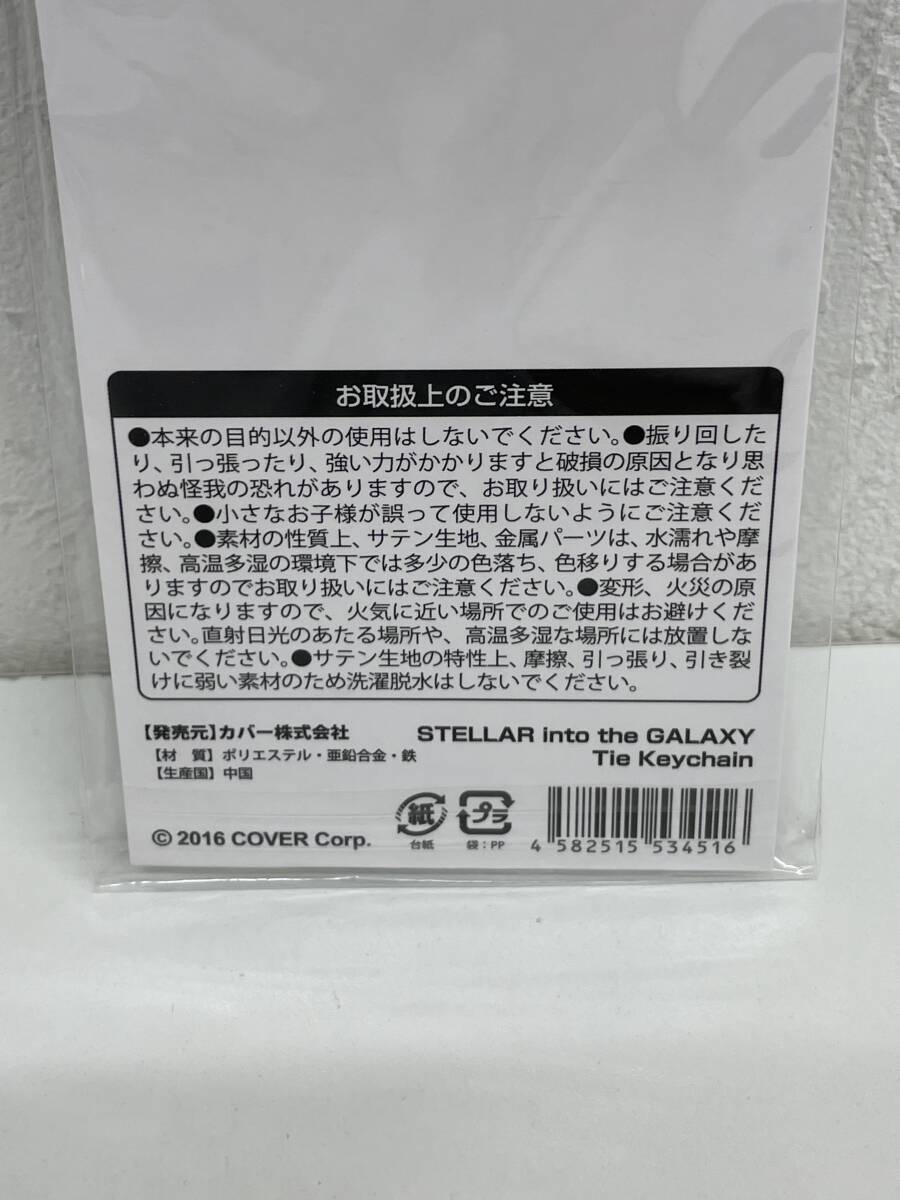 お取扱上のご注意
●本来の目的以外の使用はしないでください。●振り回した
り、引っ張ったり、強い力がかかりますと破損の原因となり思
わぬ怪我の恐れがありますので、お取り扱いにはご注意くだ
さい。●小さなお子様が誤って使用しないようにご注意くだ
さい。●素材の性質上、サテン生地、金属パーツは、水濡れや摩
擦、高温多湿の環境下では多少の色落ち、色移りする場合があ
りますのでお取り扱いにはご注意ください。●変形、火災の原
因になりますので、火気に近い場所でのご使用はお避けくだ
さい。直射日光のあたる場所や、高温多湿な場所には放置しな
いでください。●サテン生地の特性上、摩擦、引っ張り、引き裂
けに弱い素材のため洗濯脱水はしないでください。
【発売元】カバー株式会社
【材　質】ポリエステル・亜鉛合金・鉄
【生産国】中国
STELLAR into the GALAXY
Tie Keychain
© 2016 COVER Corp.
紙
台紙
プラ
袋：PP
4 582515 534516